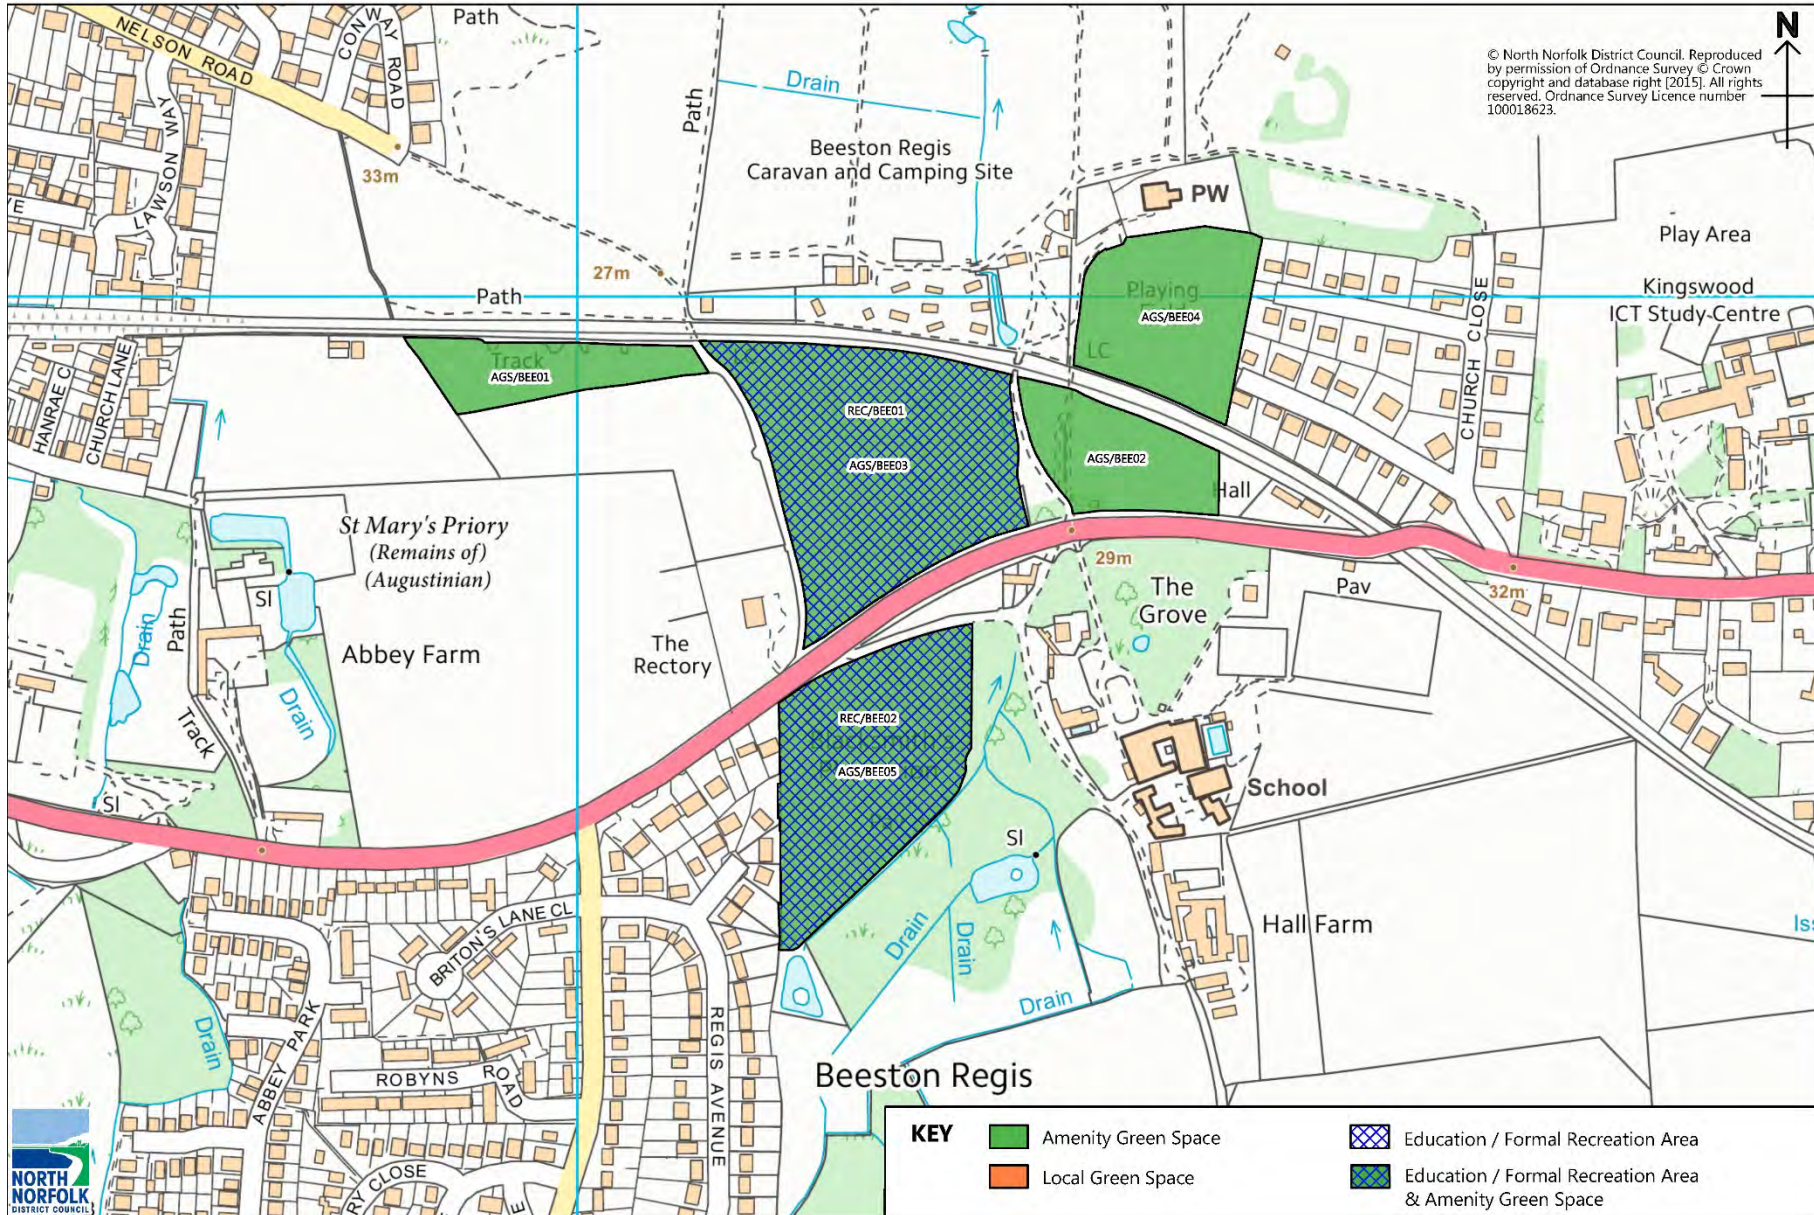 Path
CONWAY ROAD
NELSON ROAD
N
© North Norfolk District Council. Reproduced
by permission of Ordnance Survey © Crown
copyright and database right [2015]. All rights
reserved. Ordnance Survey Licence number
100018623.
Drain
Path
LAWSON WAY
Beeston Regis
Caravan and Camping Site
33m
PW
VE
Play Area
27m
Path
Playing
AGS/BEE04
Kingswood
ICT Study Centre
CHURCH CLOSE
HANRAE C
CHURCH LANE
Track
AGS/BEE01
LC
REC/BEE01
AGS/BEE03
AGS/BEE02
Hall
St Mary's Priory
(Remains of)
(Augustinian)
29m
The
Grove
Pav
32m
SI
Drain
Path
Abbey Farm
The
Rectory
Drain
Track
REC/BEE02
AGS/BEE05
School
SI
SI
Hall Farm
BRITON'S LANE CL
Drain
Drain
Iss
Drain
Drain
ABBEY PARK
REGIS AVENUE
ROBYNS ROAD
Beeston Regis
RY CLOSE
E
NORTH
NORFOLK
DISTRICT COUNCIL
KEY
Amenity Green Space
Local Green Space
Education / Formal Recreation Area
Education / Formal Recreation Area
& Amenity Green Space